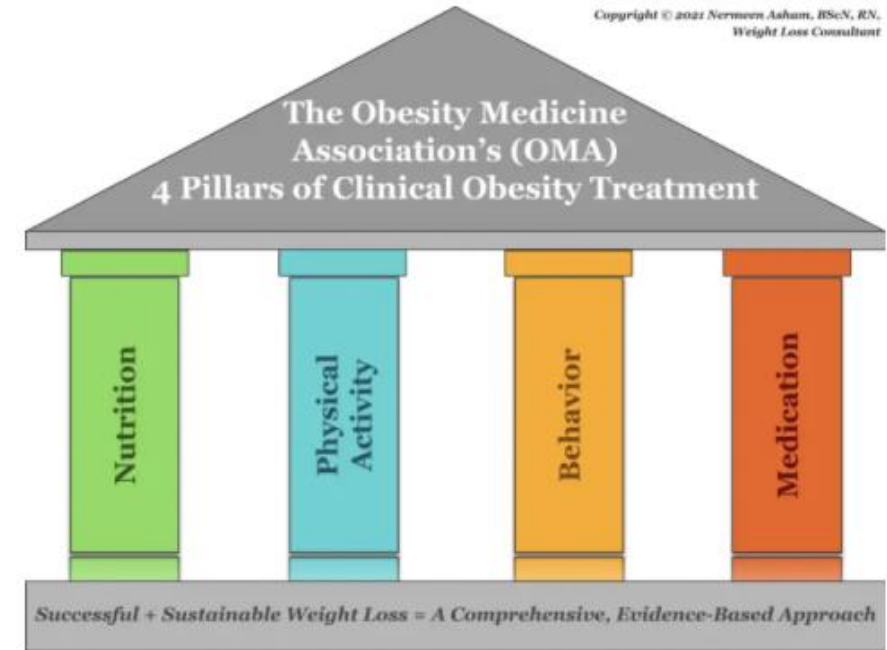 Copyright © 2021 Nermeen Asham, BScN, RN,
Weight Loss Consultant
The Obesity Medicine
Association's (OMA)
4 Pillars of Clinical Obesity Treatment
Nutrition
Physical
Activity
Behavior
Medication
Successful + Sustainable Weight Loss = A Comprehensive, Evidence-Based Approach